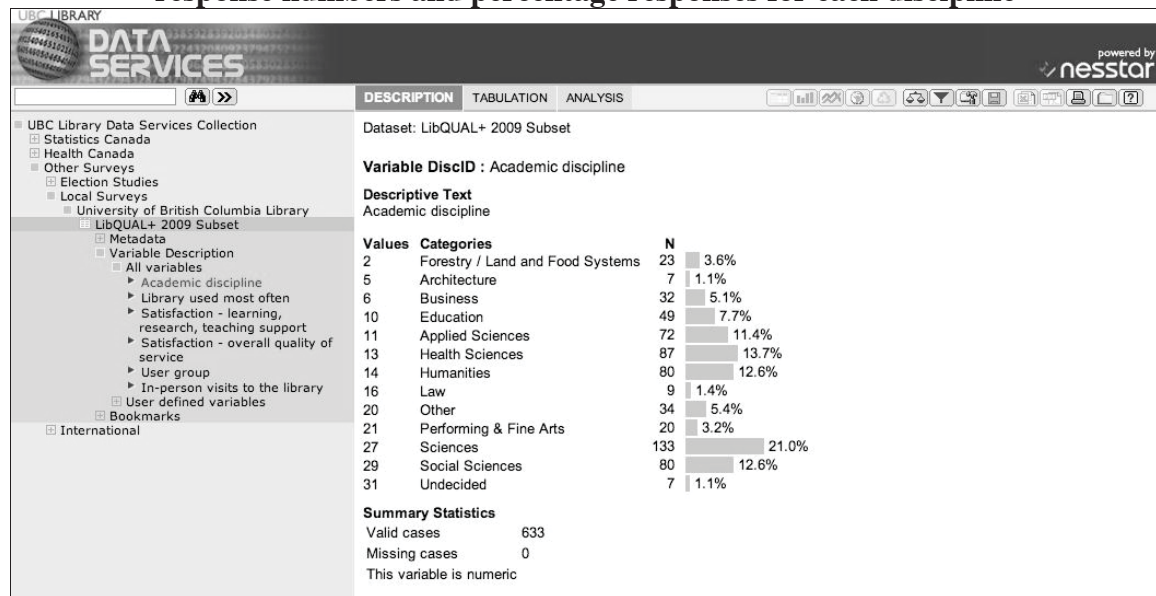 response numbers and percentage responses for each discipline
UBC LIBRARY
DATA
SERVICES
powered by
nesstar
DESCRIPTION TABULATION ANALYSIS
UBC Library Data Services Collection
Statistics Canada
Health Canada
Other Surveys
Election Studies
Local Surveys
University of British Columbia Library
LibQUAL+ 2009 Subset
Metadata
Variable Description
All variables
Academic discipline
Library used most often
Satisfaction - learning,
research, teaching support
Satisfaction - overall quality of
service
User group
In-person visits to the library
User defined variables
Bookmarks
International
Dataset: LibQUAL+ 2009 Subset
Variable DiscID : Academic discipline
Descriptive Text
Academic discipline
Values Categories N
2 Forestry / Land and Food Systems 23 3.6%
5 Architecture 7 1.1%
6 Business 32 5.1%
10 Education 49 7.7%
11 Applied Sciences 72 11.4%
13 Health Sciences 87 13.7%
14 Humanities 80 12.6%
16 Law 9 1.4%
20 Other 34 5.4%
21 Performing & Fine Arts 20 3.2%
27 Sciences 133 21.0%
29 Social Sciences 80 12.6%
31 Undecided 7 1.1%
Summary Statistics
Valid cases 633
Missing cases 0
This variable is numeric